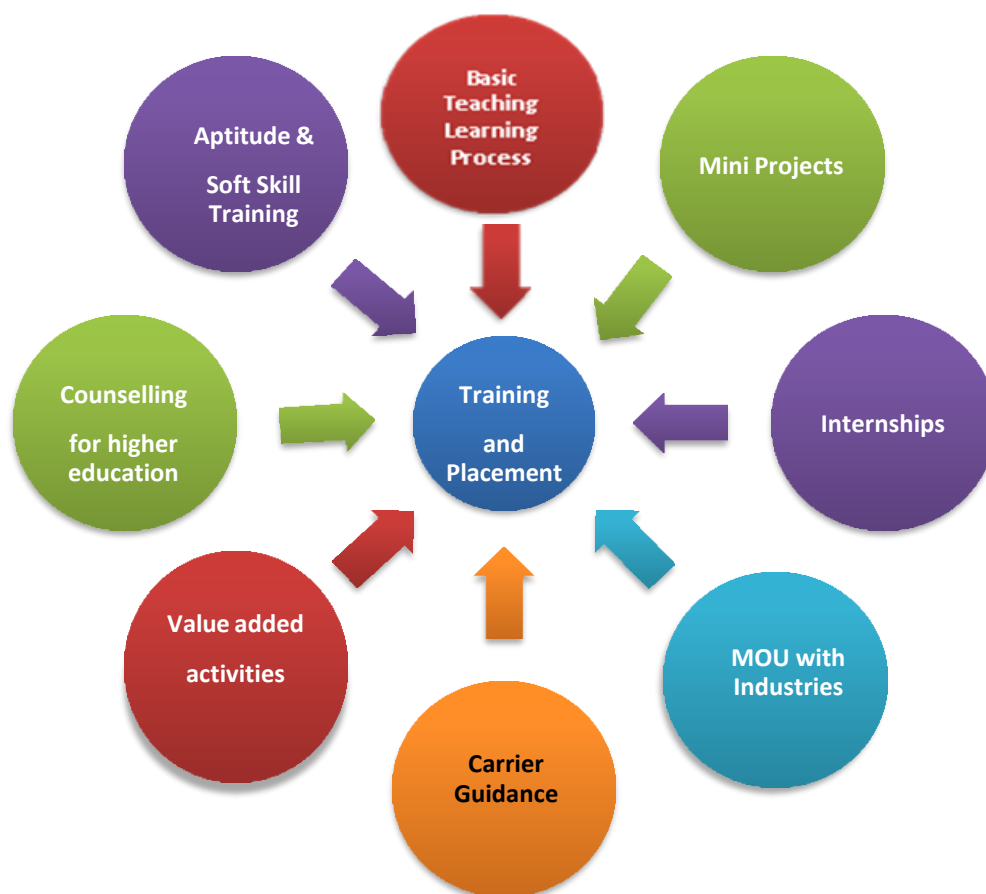 Basic
Teaching
Learning
Process
Mini Projects
Internships
MOU with
Industries
Carrier
Guidance
Value added
activities
Counselling
for higher
education
Aptitude &
Soft Skill
Training
Training
and
Placement